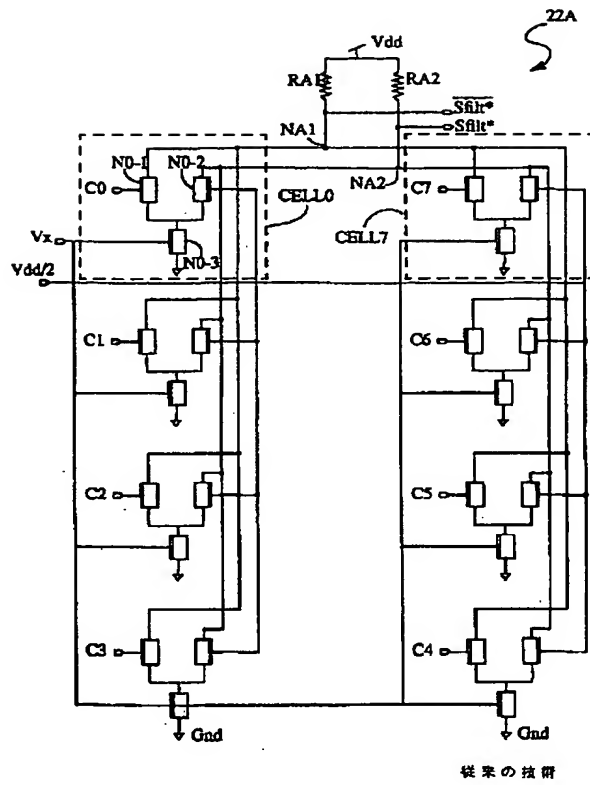 22A
Vdd
RA1
RA2
Sfilt*
Sfilt*
NA1
N0-1
N0-2
C0
NA2
C7
CELL0
Vx
CELL7
N0-3
Vdd/2
C1
C6
C2
C5
C3
C4
Gnd
Gnd
従来の技術